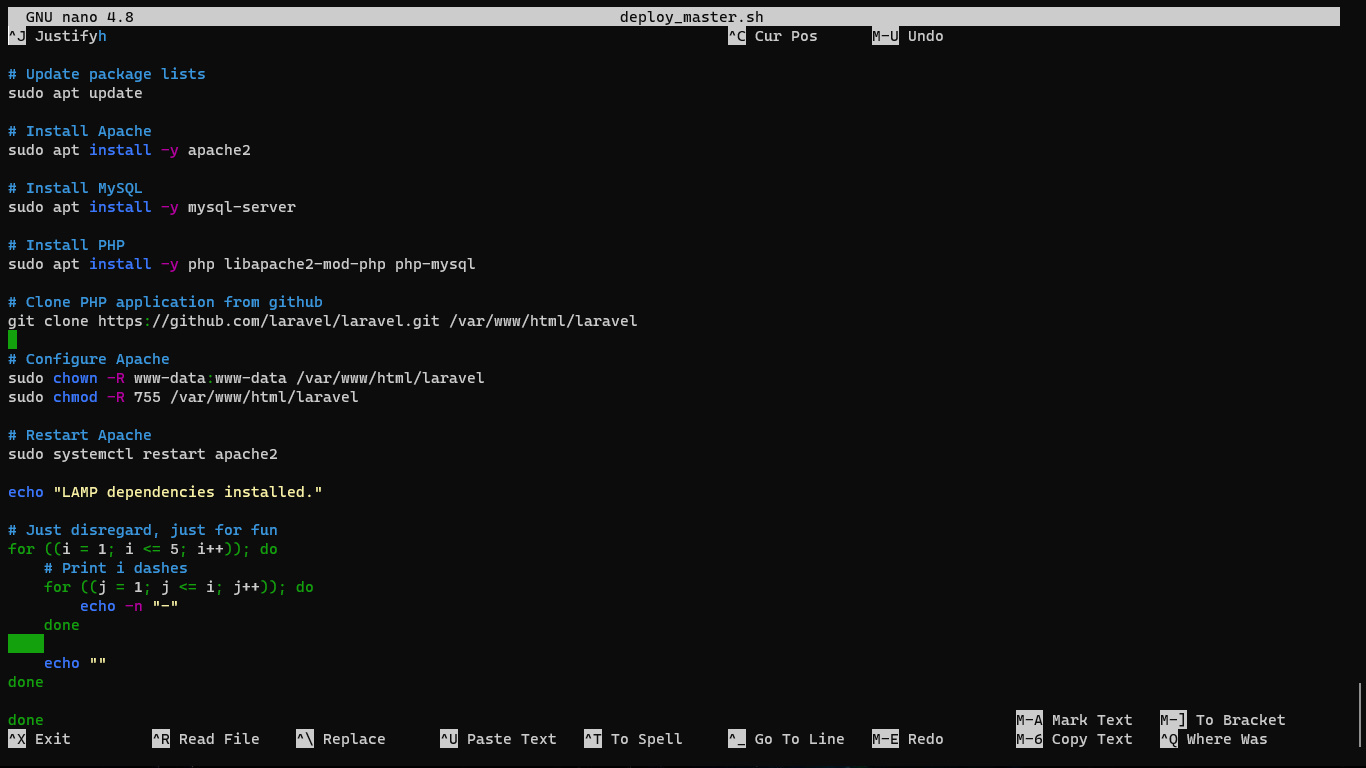 GNU nano 4.8 deploy_master.sh
^J Justifyh ^C Cur Pos M-U Undo
# Update package lists
sudo apt update
# Install Apache
sudo apt install -y apache2
# Install MySQL
sudo apt install -y mysql-server
# Install PHP
sudo apt install -y php libapache2-mod-php php-mysql
# Clone PHP application from github
git clone https://github.com/laravel/laravel.git /var/www/html/laravel
# Configure Apache
sudo chown -R www-data:www-data /var/www/html/laravel
sudo chmod -R 755 /var/www/html/laravel
# Restart Apache
sudo systemctl restart apache2
echo "LAMP dependencies installed."
# Just disregard, just for fun
for ((i = 1; i <= 5; i++)); do
    # Print i dashes
    for ((j = 1; j <= i; j++)); do
        echo -n "-"
    done
    echo ""
done
done M-A Mark Text M-] To Bracket
^X Exit ^R Read File ^\ Replace ^U Paste Text ^T To Spell ^_ Go To Line M-E Redo M-6 Copy Text ^Q Where Was